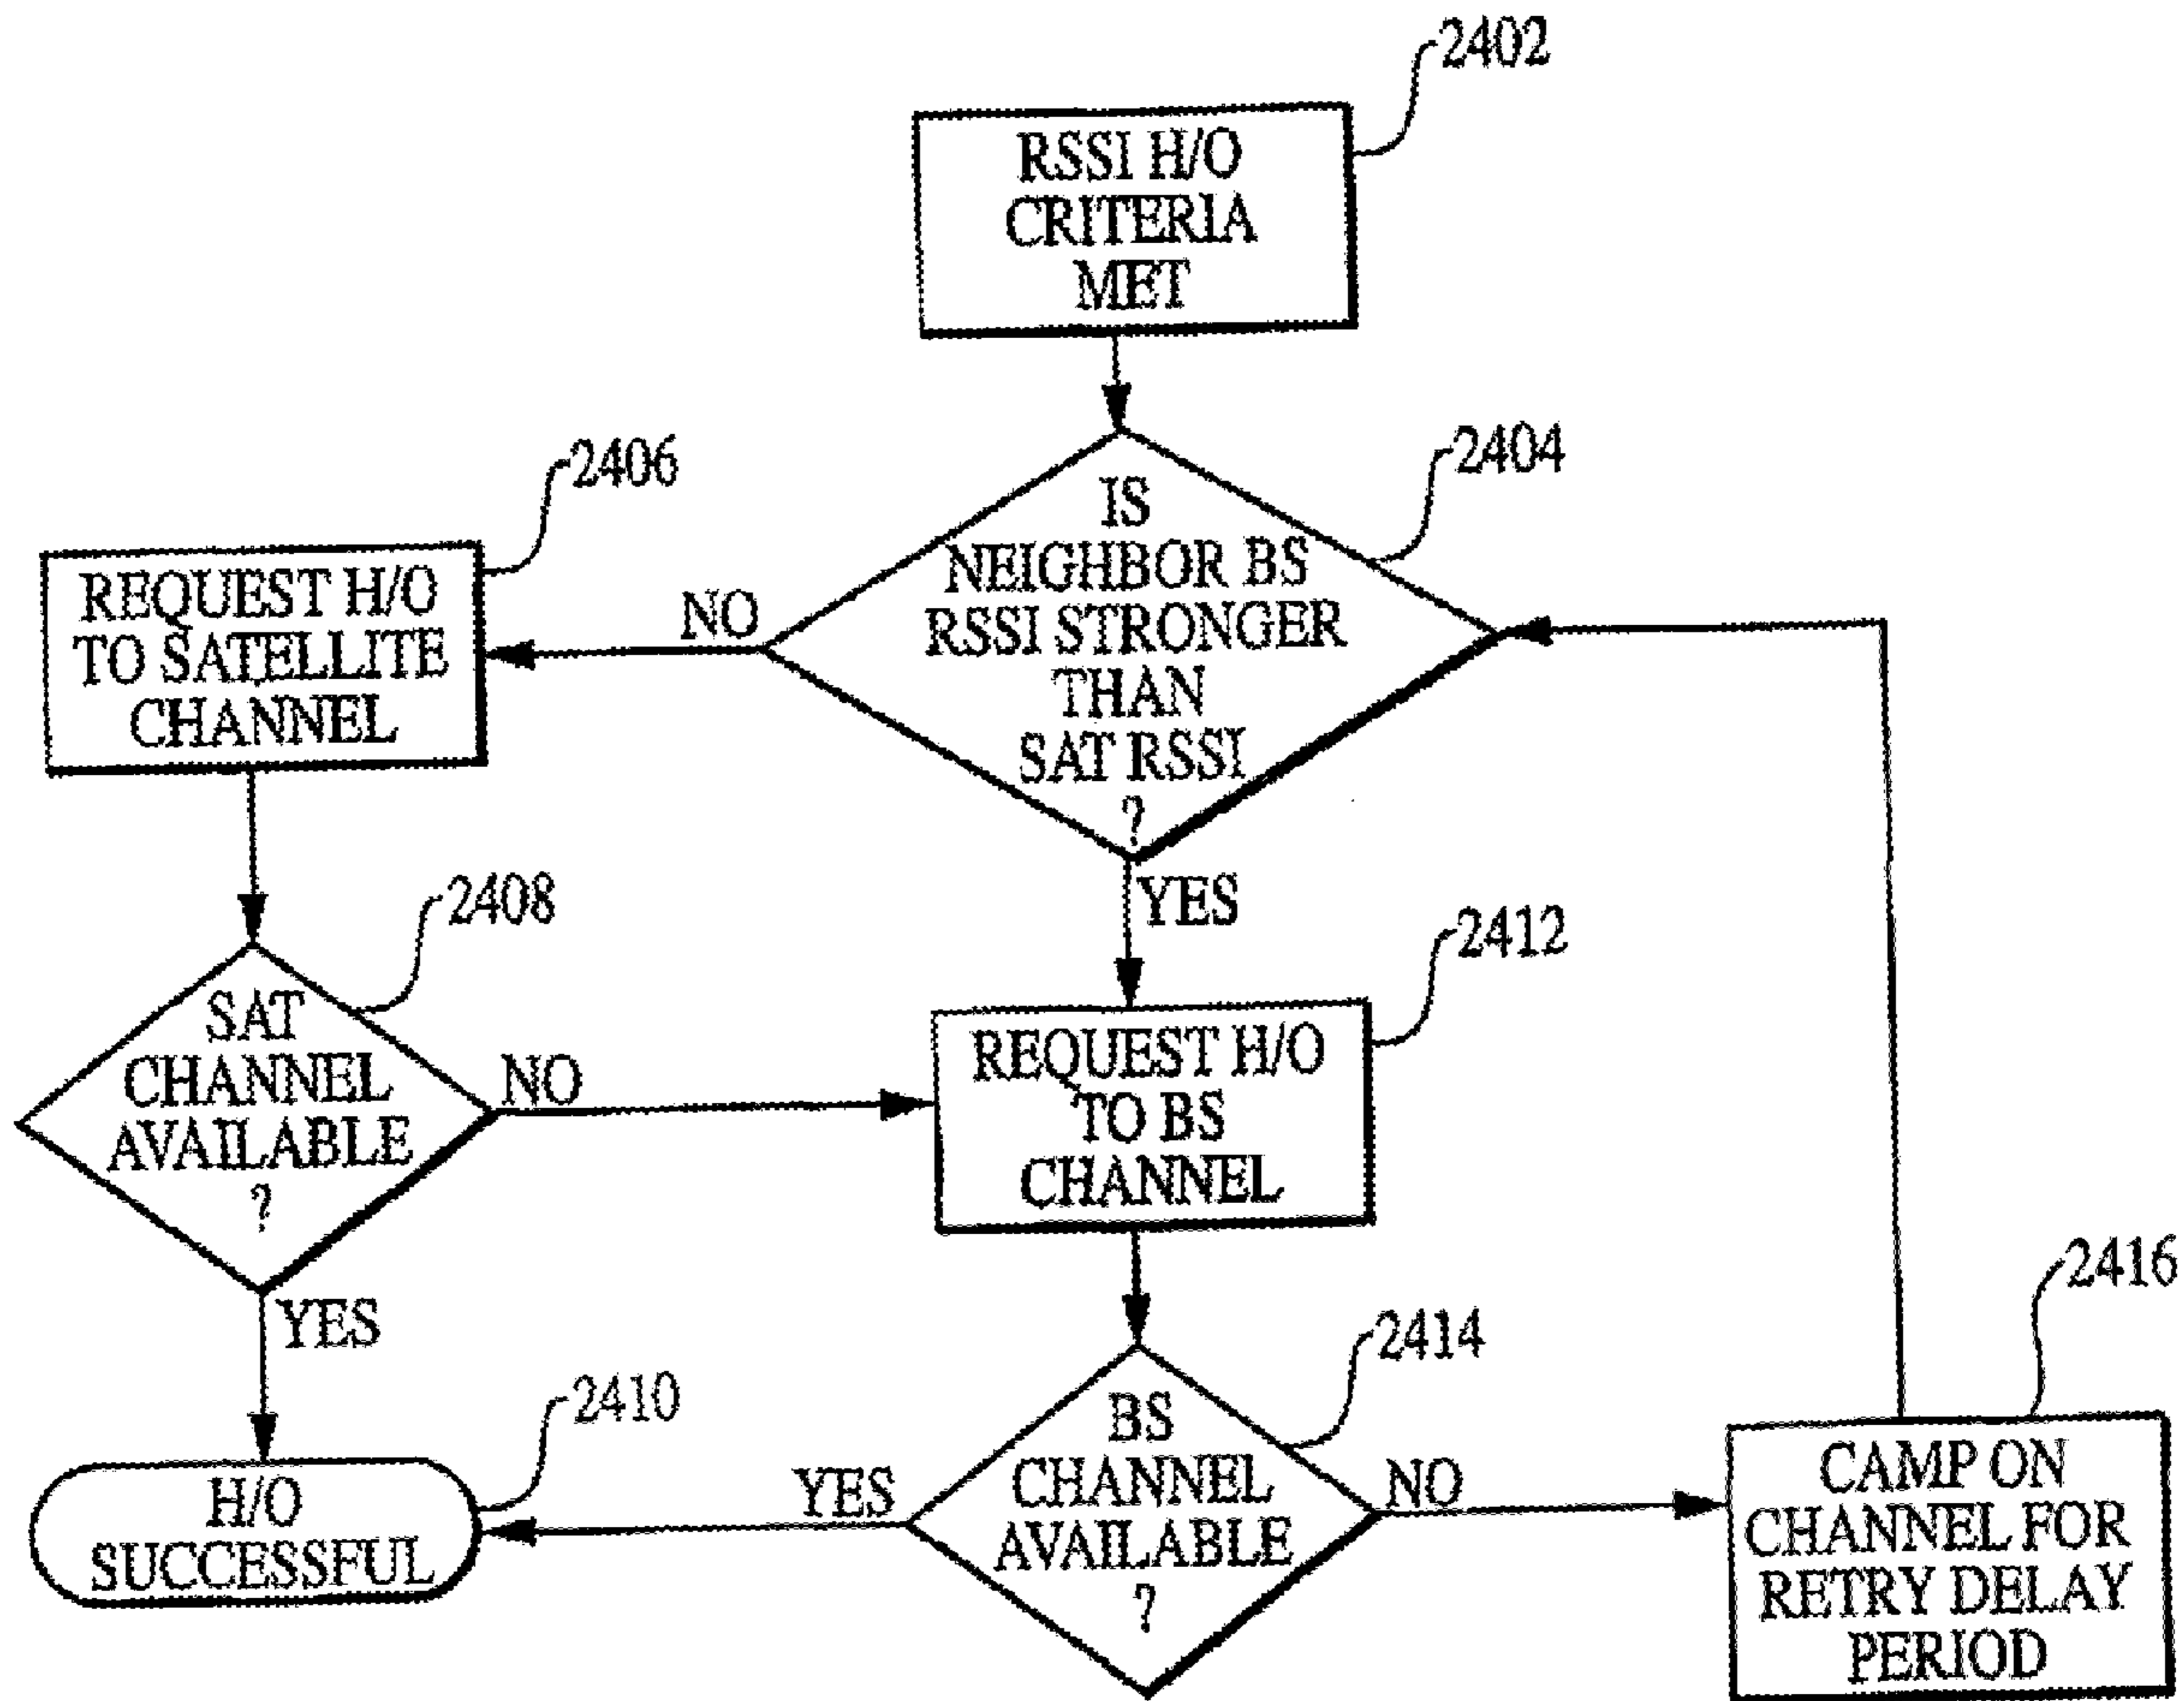 2402
RSSI H/O
CRITERIA
MET
2404
IS
NEIGHBOR BS
RSSI STRONGER
THAN
SAT RSSI
?
NO
YES
2406
REQUEST H/O
TO SATELLITE
CHANNEL
2408
SAT
CHANNEL
AVAILABLE
?
NO
YES
2412
REQUEST H/O
TO BS
CHANNEL
2410
H/O
SUCCESSFUL
2414
BS
CHANNEL
AVAILABLE
?
YES
NO
2416
CAMP ON
CHANNEL FOR
RETRY DELAY
PERIOD